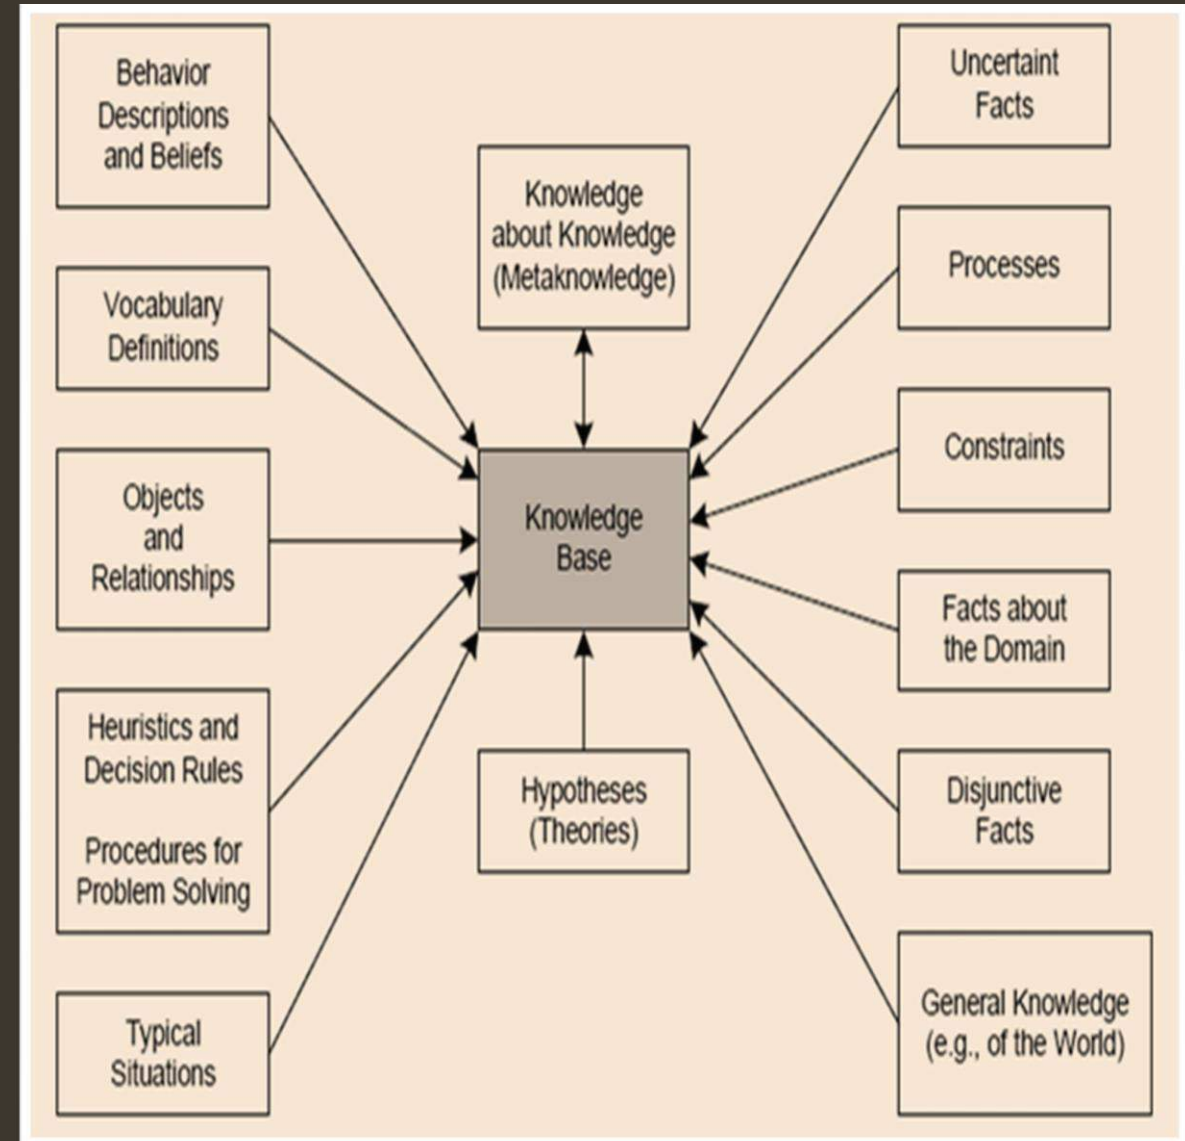 Behavior
Descriptions
and Beliefs
Vocabulary
Definitions
Objects
and
Relationships
Heuristics and
Decision Rules
Procedures for
Problem Solving
Typical
Situations
Knowledge
about Knowledge
(Metaknowledge)
Knowledge
Base
Hypotheses
(Theories)
Uncertaint
Facts
Processes
Constraints
Facts about
the Domain
Disjunctive
Facts
General Knowledge
(e.g., of the World)